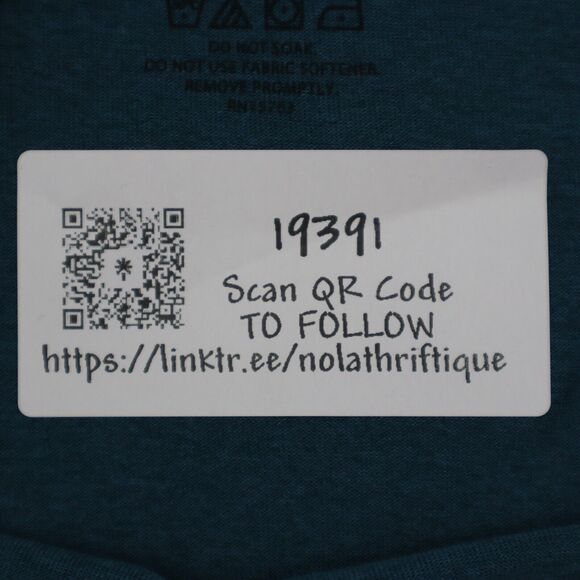 DO NOT SOAK.
DO NOT USE FABRIC SOFTENER.
REMOVE PROMPTLY.
19391
Scan QR Code
TO FOLLOW
https://linktr.ee/nolathriftique